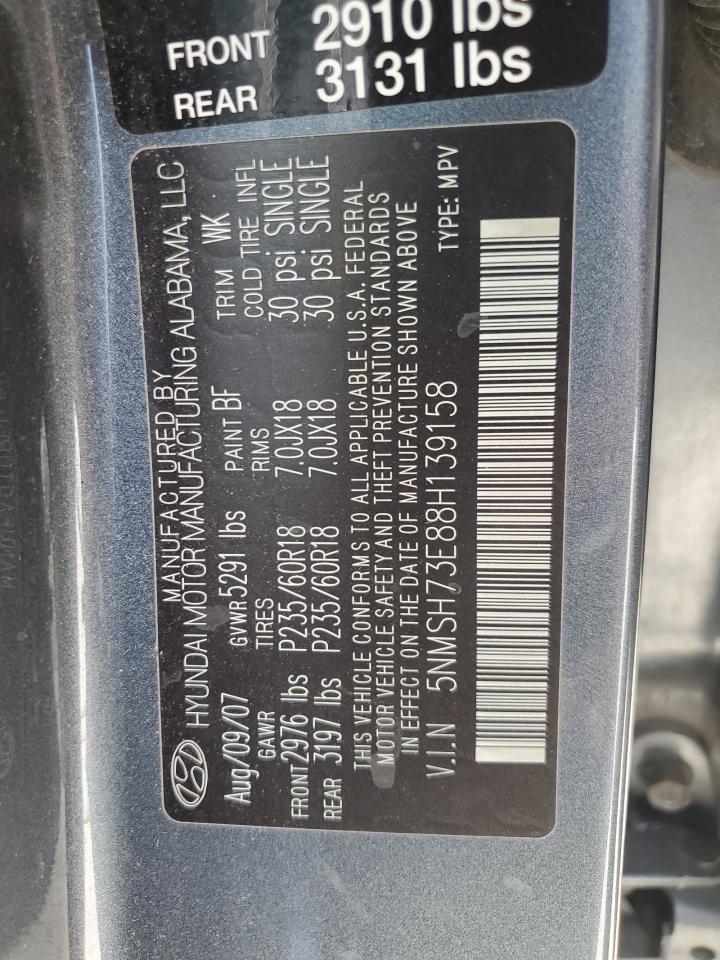 FRONT 2910 lbs
REAR 3131 lbs
MANUFACTURED BY
HYUNDAI MOTOR MANUFACTURING ALABAMA, LLC
Aug/09/07 GVWR 5291 lbs PAINT BF TRIM WK
GAWR TIRES RIMS COLD TIRE INFL
FRONT 2976 lbs P235/60R18 7.0JX18 30 psi SINGLE
REAR 3197 lbs P235/60R18 7.0JX18 30 psi SINGLE
THIS VEHICLE CONFORMS TO ALL APPLICABLE U.S.A. FEDERAL
MOTOR VEHICLE SAFETY AND THEFT PREVENTION STANDARDS
IN EFFECT ON THE DATE OF MANUFACTURE SHOWN ABOVE
V.I.N 5NMSH73E88H139158 TYPE: MPV